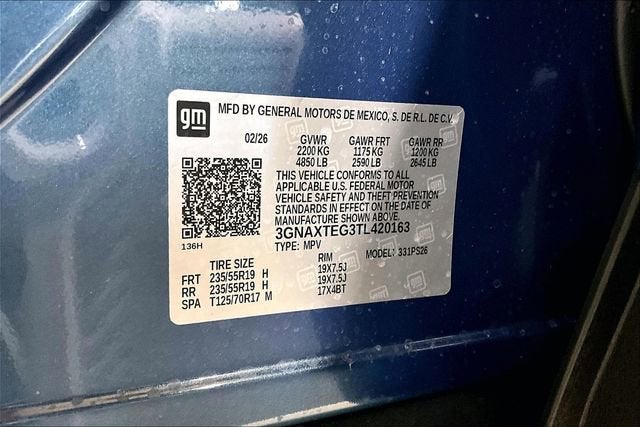 gm
MFD BY GENERAL MOTORS DE MEXICO, S. DE R.L. DE C.V.
02/26 GVWR GAWR FRT GAWR RR
2200 KG 1175 KG 1200 KG
4850 LB 2590 LB 2645 LB
THIS VEHICLE CONFORMS TO ALL
APPLICABLE U.S. FEDERAL MOTOR
VEHICLE SAFETY AND THEFT PREVENTION
STANDARDS IN EFFECT ON THE DATE OF
MANUFACTURE SHOWN ABOVE.
3GNAXTEG3TL420163
136H TYPE: MPV MODEL: 331PS26
TIRE SIZE RIM
FRT 235/55R19 H 19X7.5J
RR 235/55R19 H 19X7.5J
SPA T125/70R17 M 17X4BT